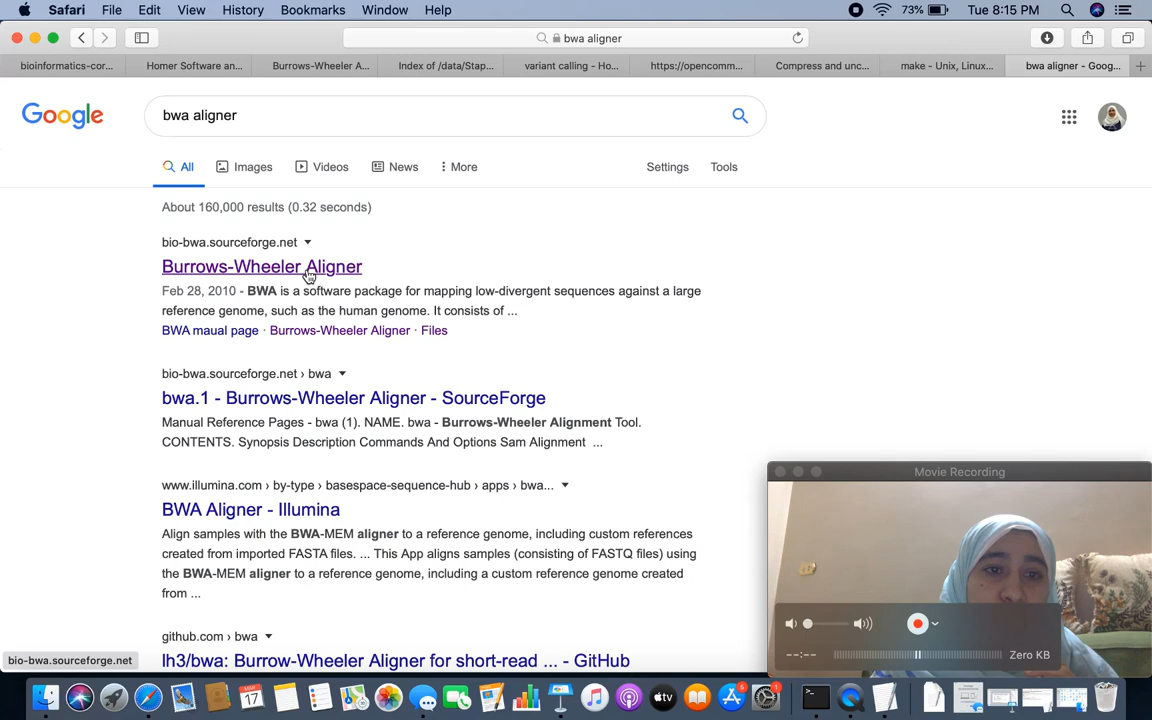 Safari File Edit View History Bookmarks Window Help 73% Tue 8:15 PM
bwa aligner
bioinformatics-cor... Homer Software an... Burrows-Wheeler A... Index of /data/Stap... variant calling - Ho... https://opencomm... Compress and unc... make - Unix, Linux... bwa aligner - Goog...
Google bwa aligner
All Images Videos News More Settings Tools
About 160,000 results (0.32 seconds)
bio-bwa.sourceforge.net
Burrows-Wheeler Aligner
Feb 28, 2010 - BWA is a software package for mapping low-divergent sequences against a large
reference genome, such as the human genome. It consists of ...
BWA maual page · Burrows-Wheeler Aligner · Files
bio-bwa.sourceforge.net › bwa
bwa.1 - Burrows-Wheeler Aligner - SourceForge
Manual Reference Pages - bwa (1). NAME. bwa - Burrows-Wheeler Alignment Tool.
CONTENTS. Synopsis Description Commands And Options Sam Alignment ...
www.illumina.com › by-type › basespace-sequence-hub › apps › bwa...
BWA Aligner - Illumina
Align samples with the BWA-MEM aligner to a reference genome, including custom references
created from imported FASTA files. ... This App aligns samples (consisting of FASTQ files) using
the BWA-MEM aligner to a reference genome, including a custom reference genome created
from ...
github.com › bwa
lh3/bwa: Burrow-Wheeler Aligner for short-read ... - GitHub
bio-bwa.sourceforge.net
Movie Recording
--:-- Zero KB
MAR
17
tv
5
1